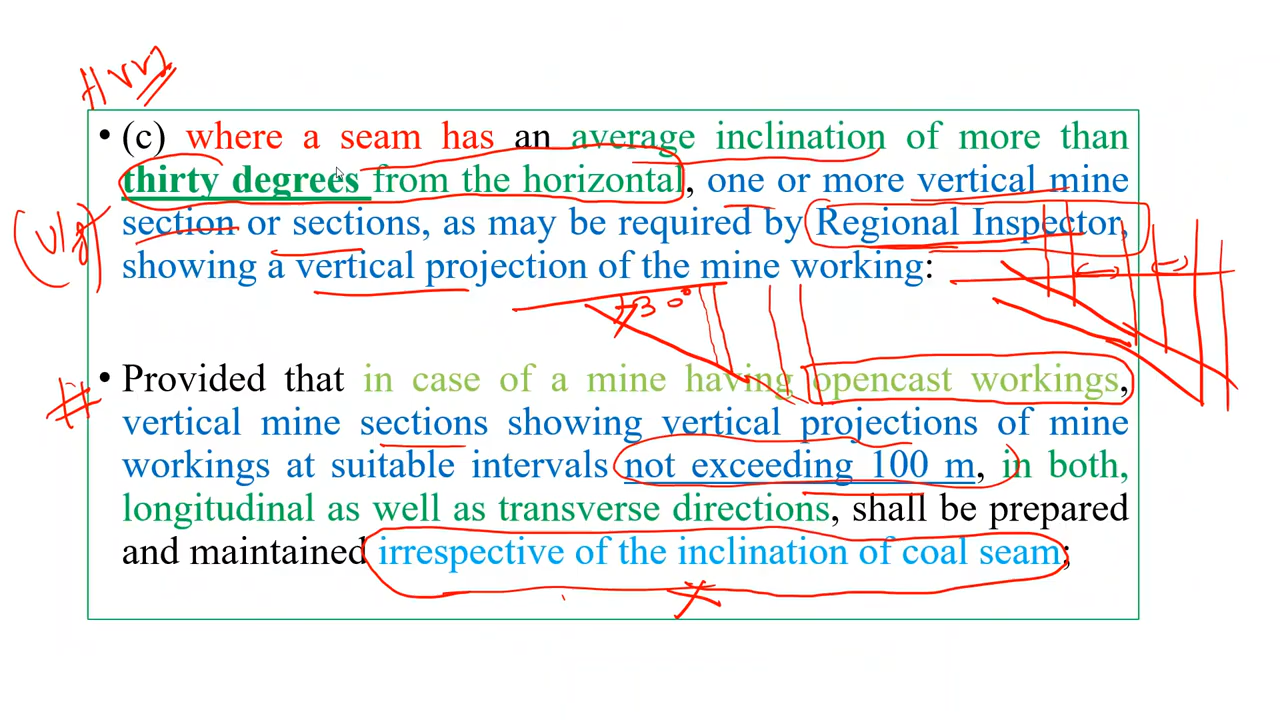 • (c) where a seam has an average inclination of more than
thirty degrees from the horizontal, one or more vertical mine
section or sections, as may be required by Regional Inspector,
showing a vertical projection of the mine working:
30°
• Provided that in case of a mine having opencast workings,
vertical mine sections showing vertical projections of mine
workings at suitable intervals not exceeding 100 m, in both,
longitudinal as well as transverse directions, shall be prepared
and maintained irrespective of the inclination of coal seam;